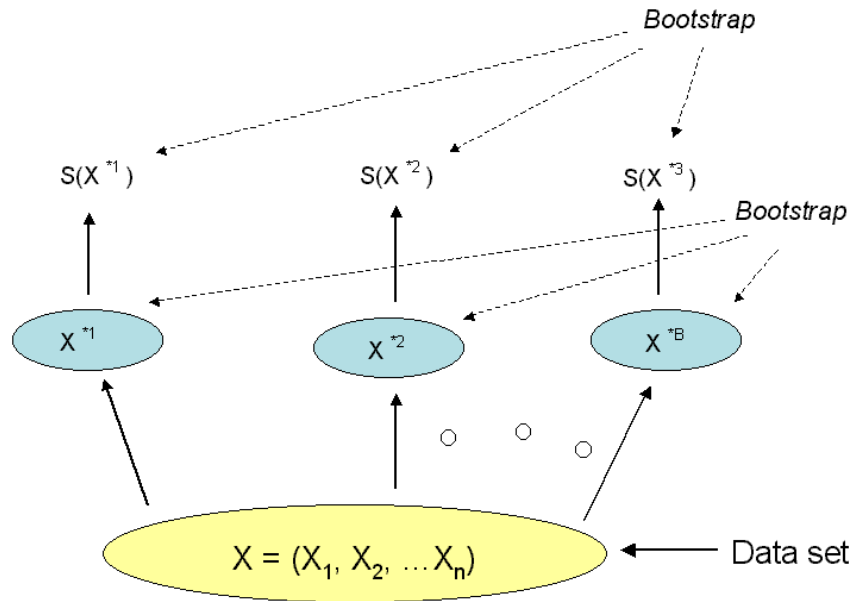 Bootstrap
S(X*1) S(X*2) S(X*3)
Bootstrap
X*1 X*2 X*B
X = (X1, X2, ...Xn)
Data set